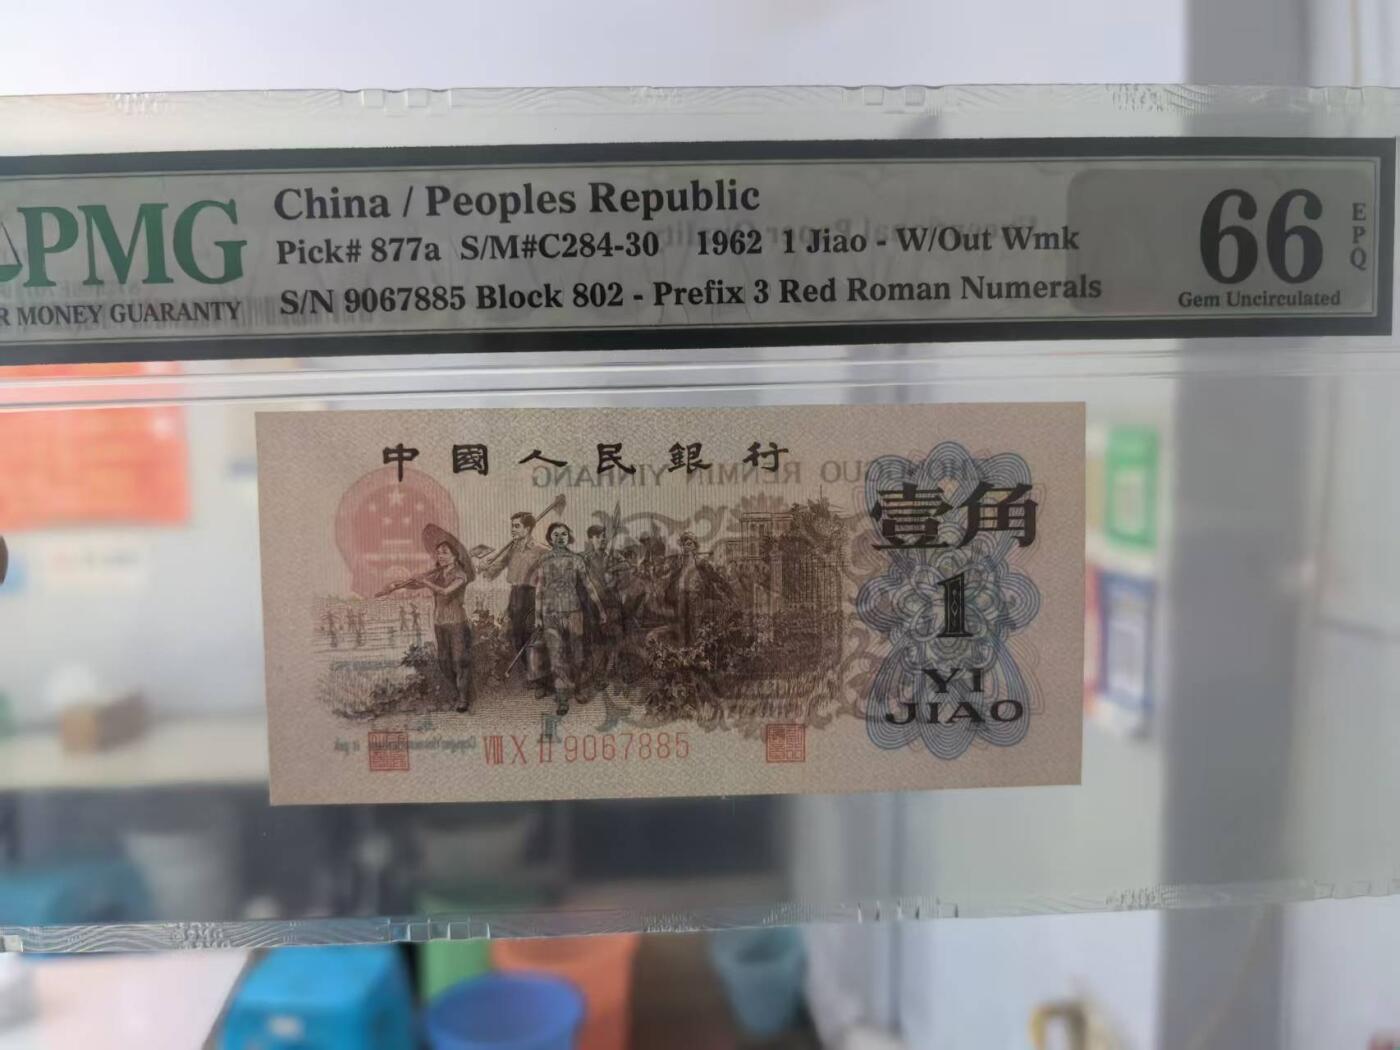 PMG
R MONEY GUARANTY
China / Peoples Republic
Pick# 877a S/M#C284-30 1962 1 Jiao - W/Out Wmk
S/N 9067885 Block 802 - Prefix 3 Red Roman Numerals
66
EPQ
Gem Uncirculated
中國人民銀行
ZHONGGUO RENMIN YINHANG
壹角
1
YI
JIAO
VIII X II 9067885